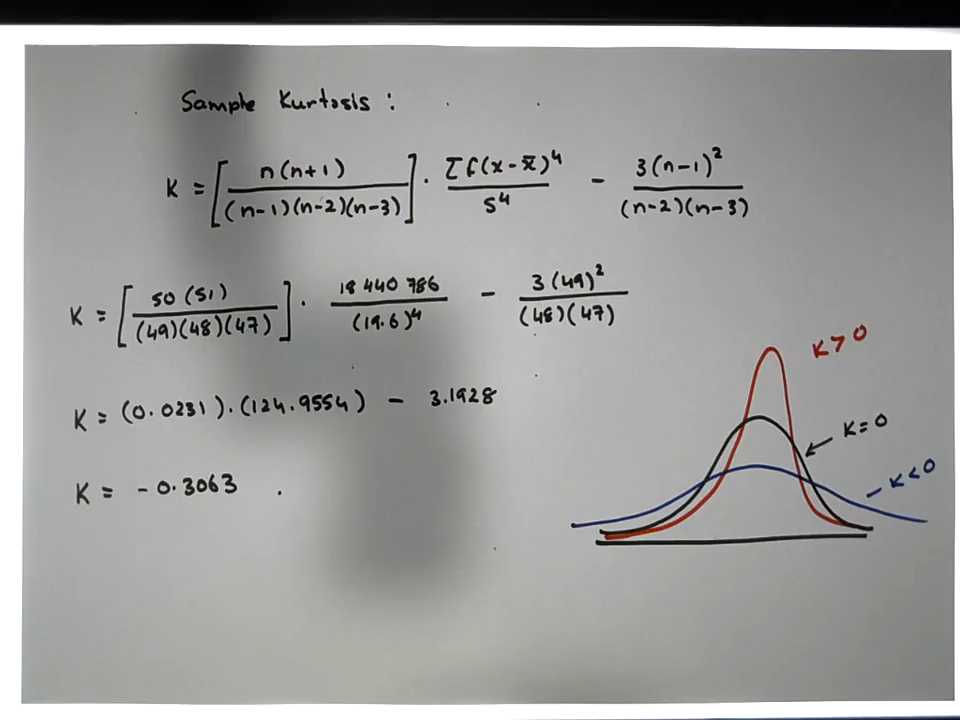 Sample Kurtosis :
K = [ n(n+1) / (n-1)(n-2)(n-3) ] . Σf(x-x̄)^4 / S^4 - 3(n-1)^2 / (n-2)(n-3)
K = [ 50(51) / (49)(48)(47) ] . 18 440 786 / (19.6)^4 - 3(49)^2 / (48)(47)
K = (0.0231).(124.9554) - 3.1928
K = -0.3063 .
K > 0
K = 0
K < 0